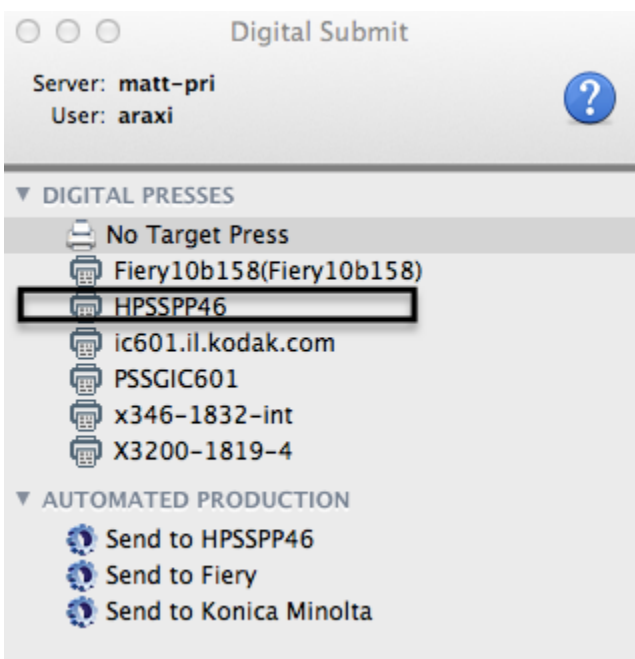 Digital Submit
Server: matt-pri
User: araxi
?
▼ DIGITAL PRESSES
No Target Press
Fiery10b158(Fiery10b158)
HPSSPP46
ic601.il.kodak.com
PSSGIC601
x346-1832-int
X3200-1819-4
▼ AUTOMATED PRODUCTION
Send to HPSSPP46
Send to Fiery
Send to Konica Minolta